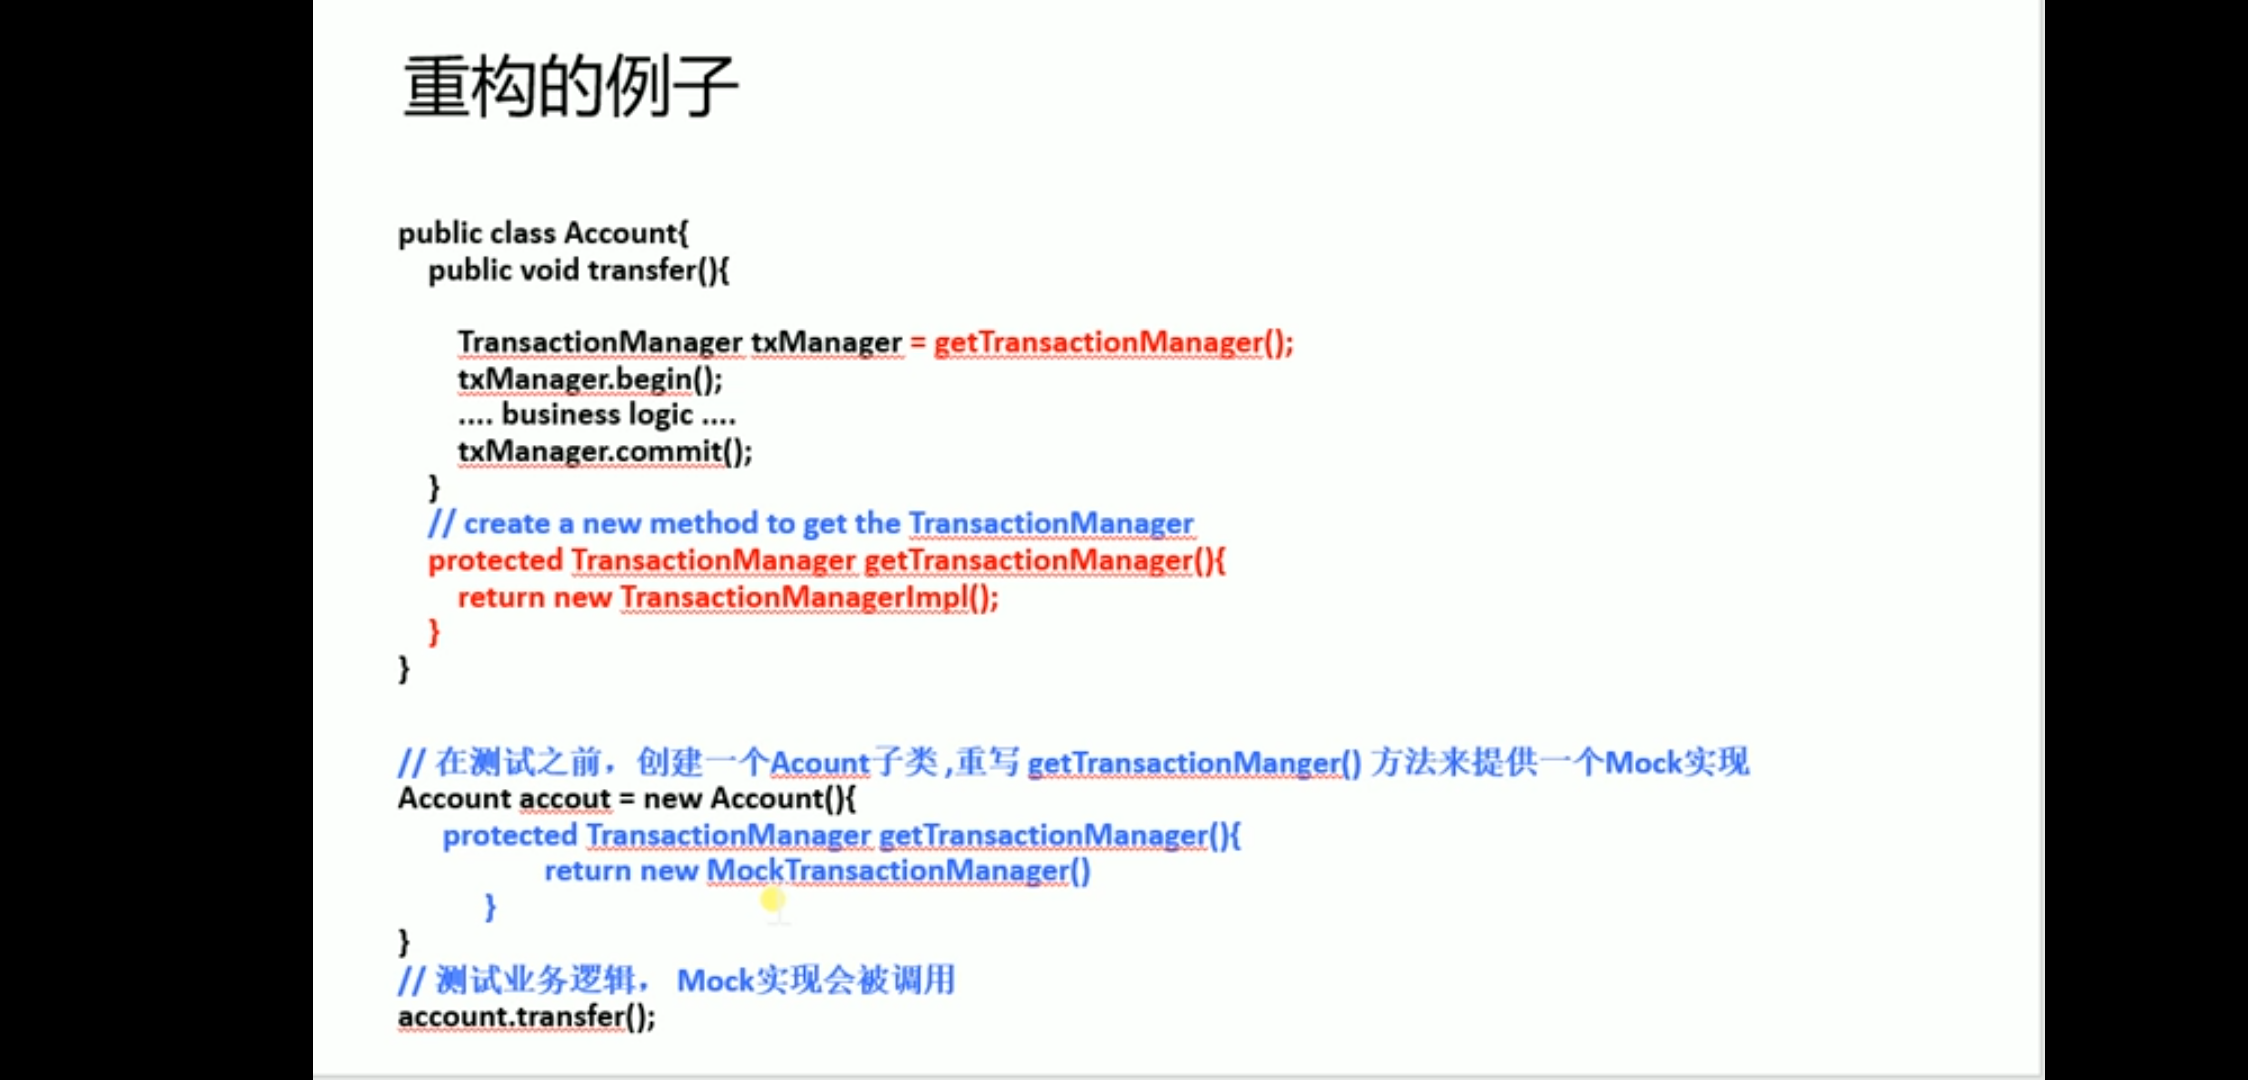 重构的例子
public class Account{
public void transfer(){
TransactionManager txManager = getTransactionManager();
txManager.begin();
.... business logic ....
txManager.commit();
}
// create a new method to get the TransactionManager
protected TransactionManager getTransactionManager(){
return new TransactionManagerImpl();
}
}
// 在测试之前，创建一个Acount子类,重写 getTransactionManger() 方法来提供一个Mock实现
Account accout = new Account(){
protected TransactionManager getTransactionManager(){
return new MockTransactionManager()
}
}
// 测试业务逻辑， Mock实现会被调用
account.transfer();